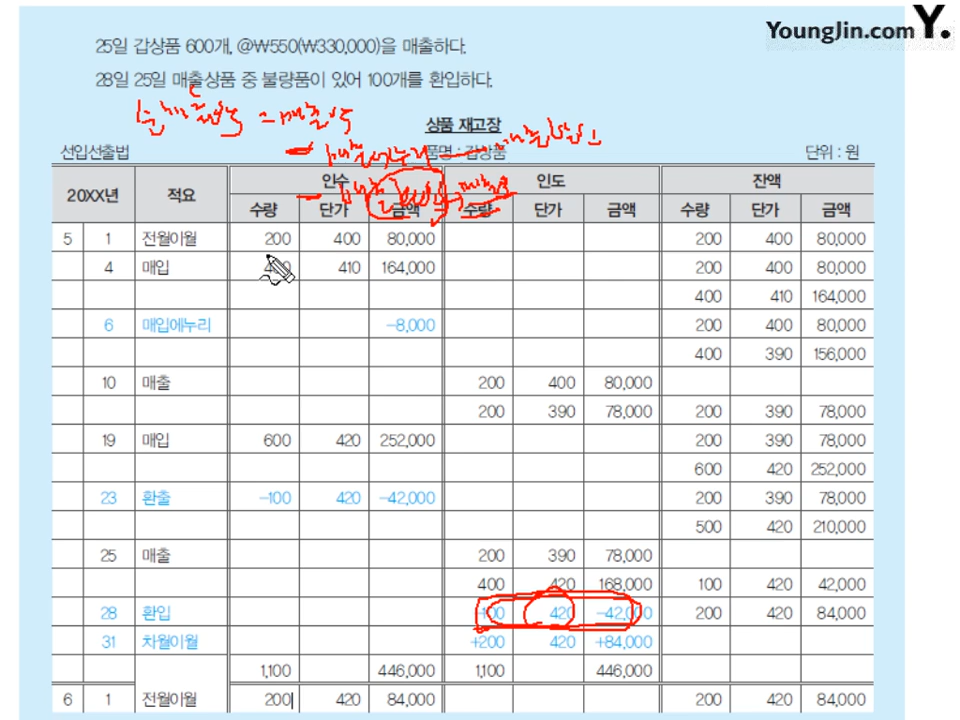 YoungJin.com Y.
25일 갑상품 600개, @₩550(₩330,000)을 매출하다.
28일 25일 매출상품 중 불량품이 있어 100개를 환입하다.
상품 재고장
선입선출법 품명 : 갑상품 단위 : 원
20XX년 적요 인수 인도 잔액
수량 단가 금액 수량 단가 금액 수량 단가 금액
5 1 전월이월 200 400 80,000 200 400 80,000
4 매입 410 164,000 200 400 80,000
400 410 164,000
6 매입에누리 -8,000 200 400 80,000
400 390 156,000
10 매출 200 400 80,000
200 390 78,000 200 390 78,000
19 매입 600 420 252,000 200 390 78,000
600 420 252,000
23 환출 -100 420 -42,000 200 390 78,000
500 420 210,000
25 매출 200 390 78,000
400 420 168,000 100 420 42,000
28 환입 -100 420 -42,000 200 420 84,000
31 차월이월 +200 420 +84,000
1,100 446,000 1,100 446,000
6 1 전월이월 200 420 84,000 200 420 84,000